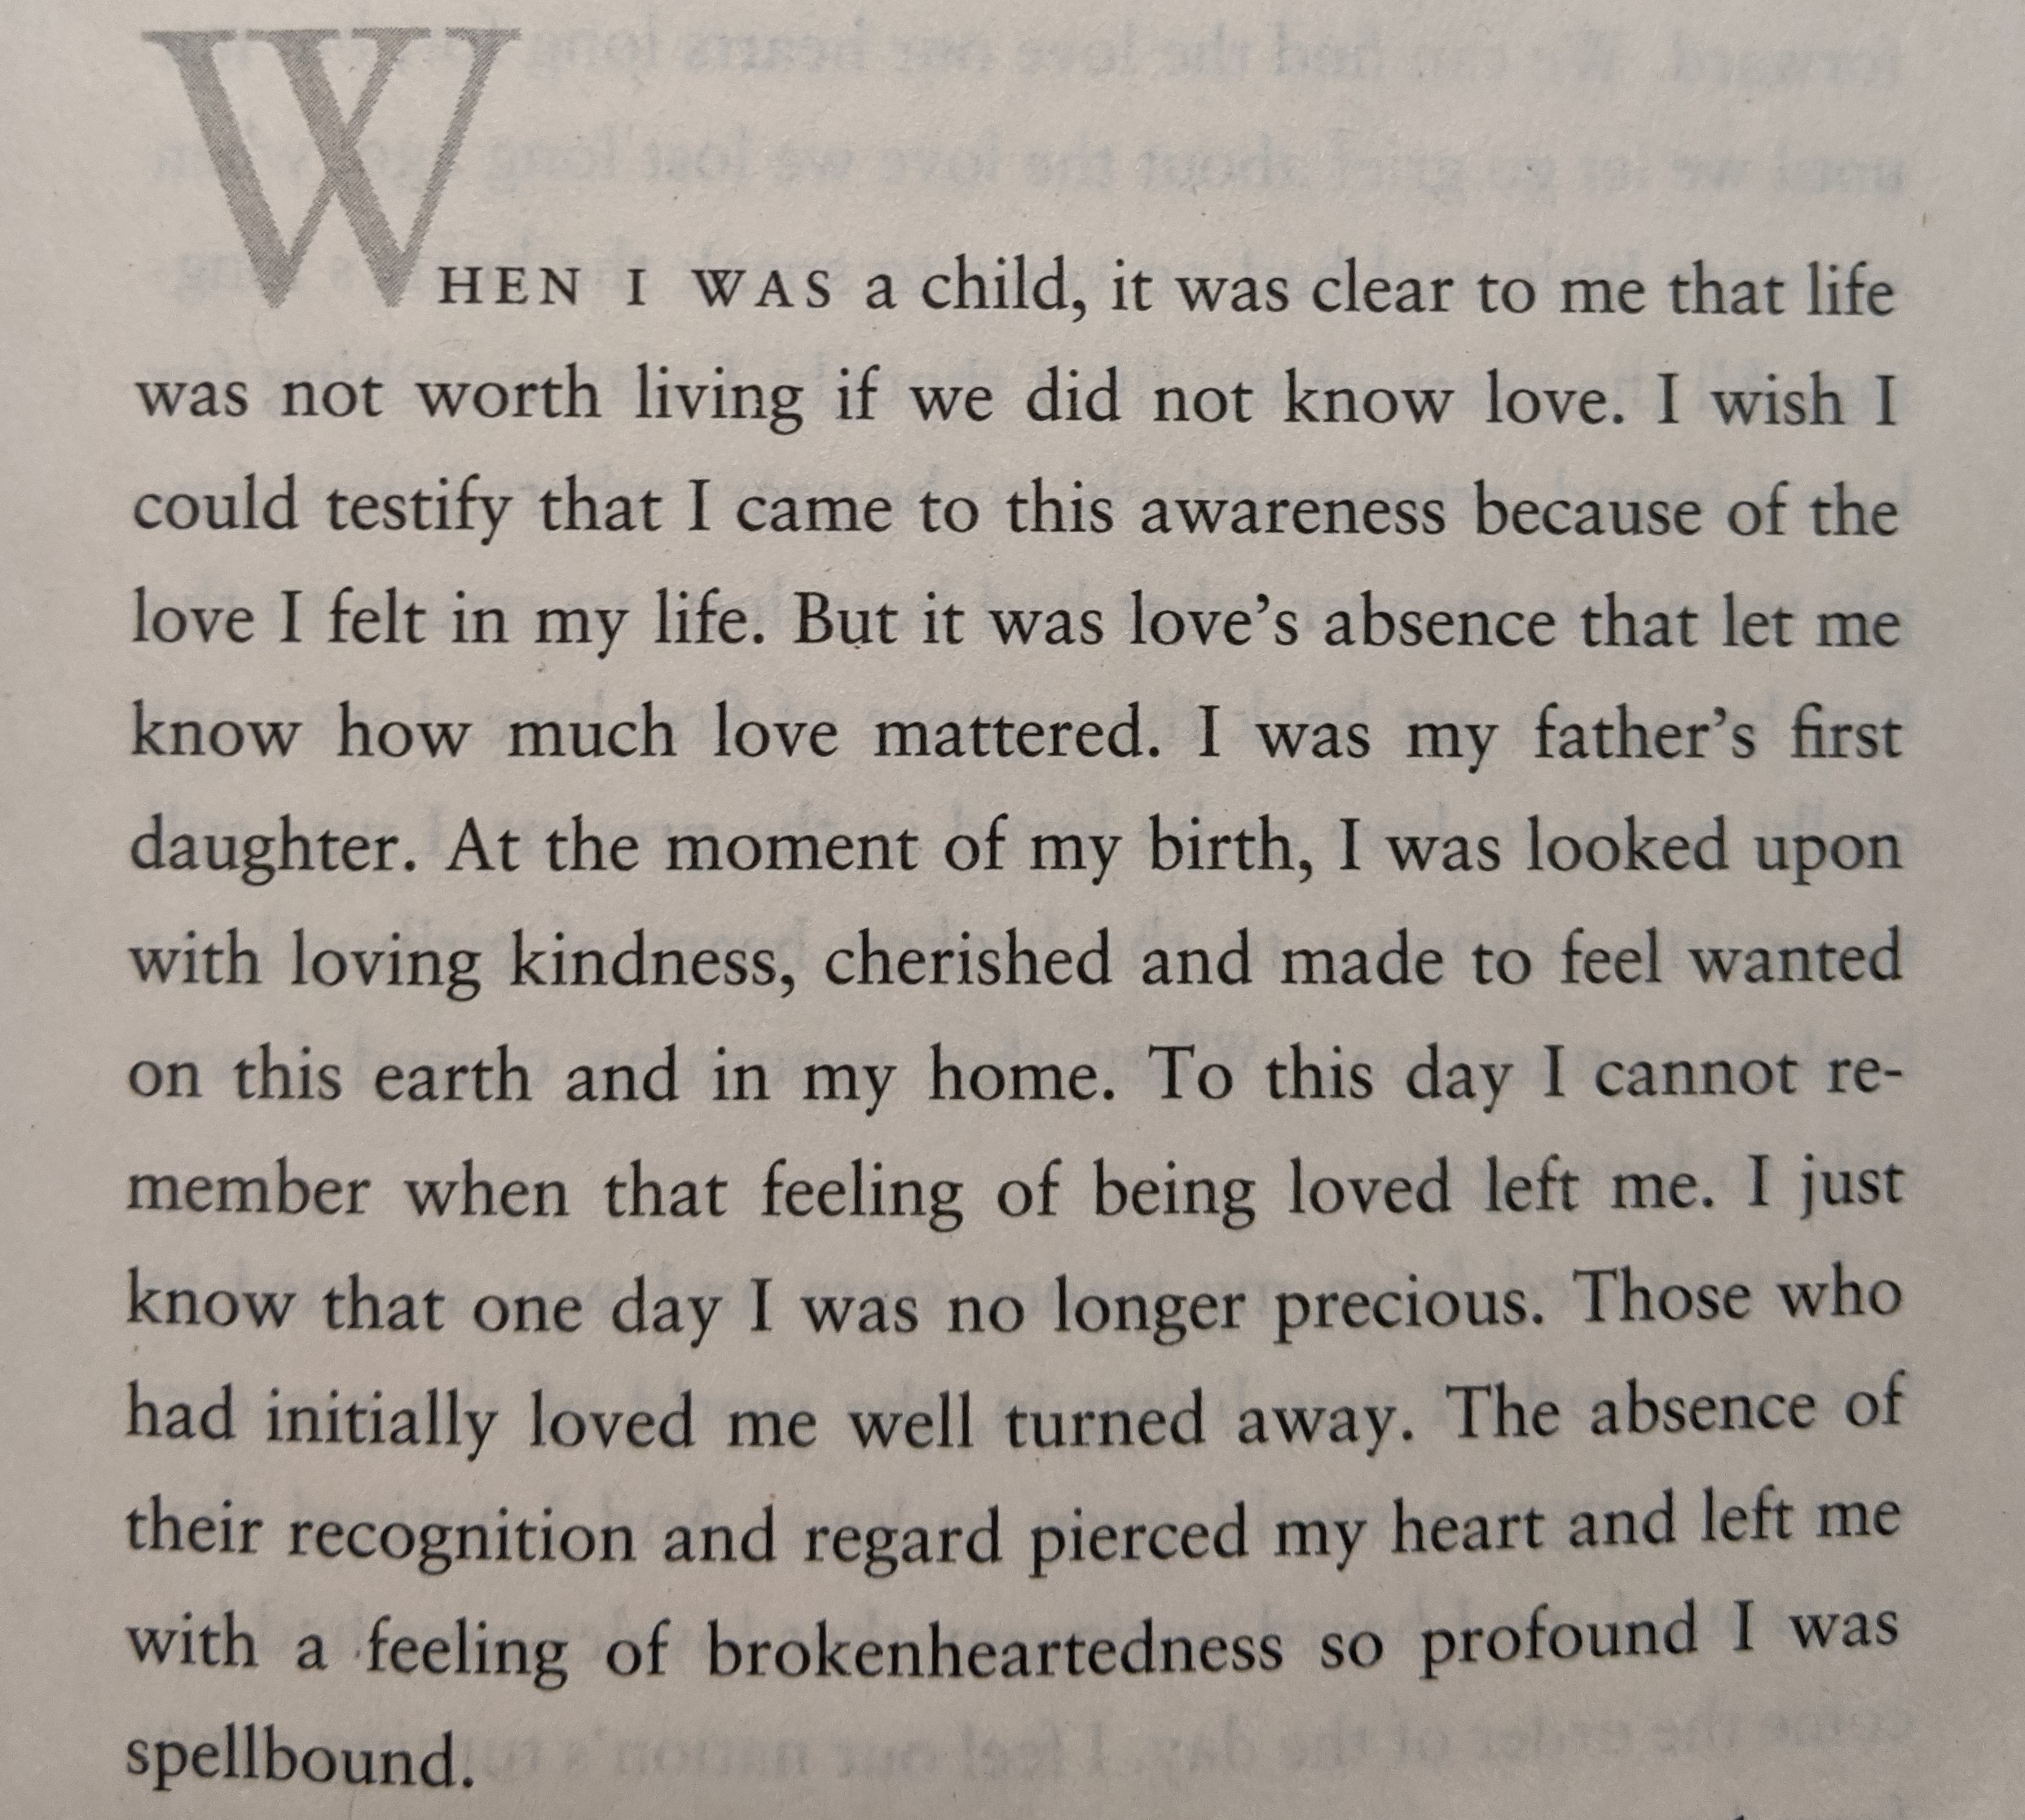 WHEN I WAS a child, it was clear to me that life
was not worth living if we did not know love. I wish I
could testify that I came to this awareness because of the
love I felt in my life. But it was love’s absence that let me
know how much love mattered. I was my father’s first
daughter. At the moment of my birth, I was looked upon
with loving kindness, cherished and made to feel wanted
on this earth and in my home. To this day I cannot re-
member when that feeling of being loved left me. I just
know that one day I was no longer precious. Those who
had initially loved me well turned away. The absence of
their recognition and regard pierced my heart and left me
with a feeling of brokenheartedness so profound I was
spellbound.